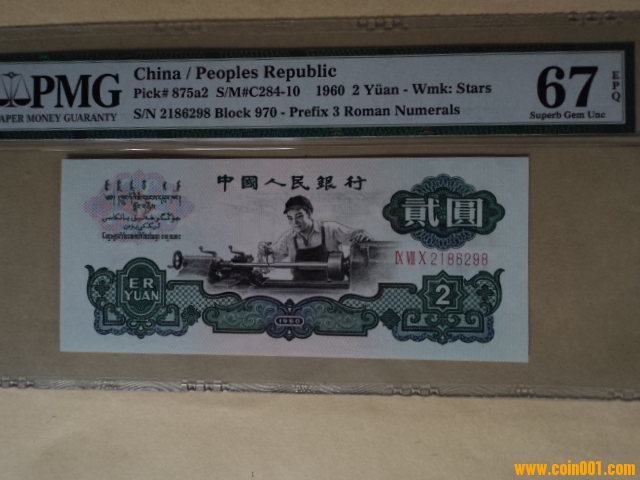 PMG
PAPER MONEY GUARANTY
China / Peoples Republic
Pick# 875a2 S/M#C284-10 1960 2 Yüan - Wmk: Stars
S/N 2186298 Block 970 - Prefix 3 Roman Numerals
67
EPQ
Superb Gem Unc
中國人民銀行
貳圓
IX VII X 2186298
ER
YUAN
2
1960
www.coin001.com